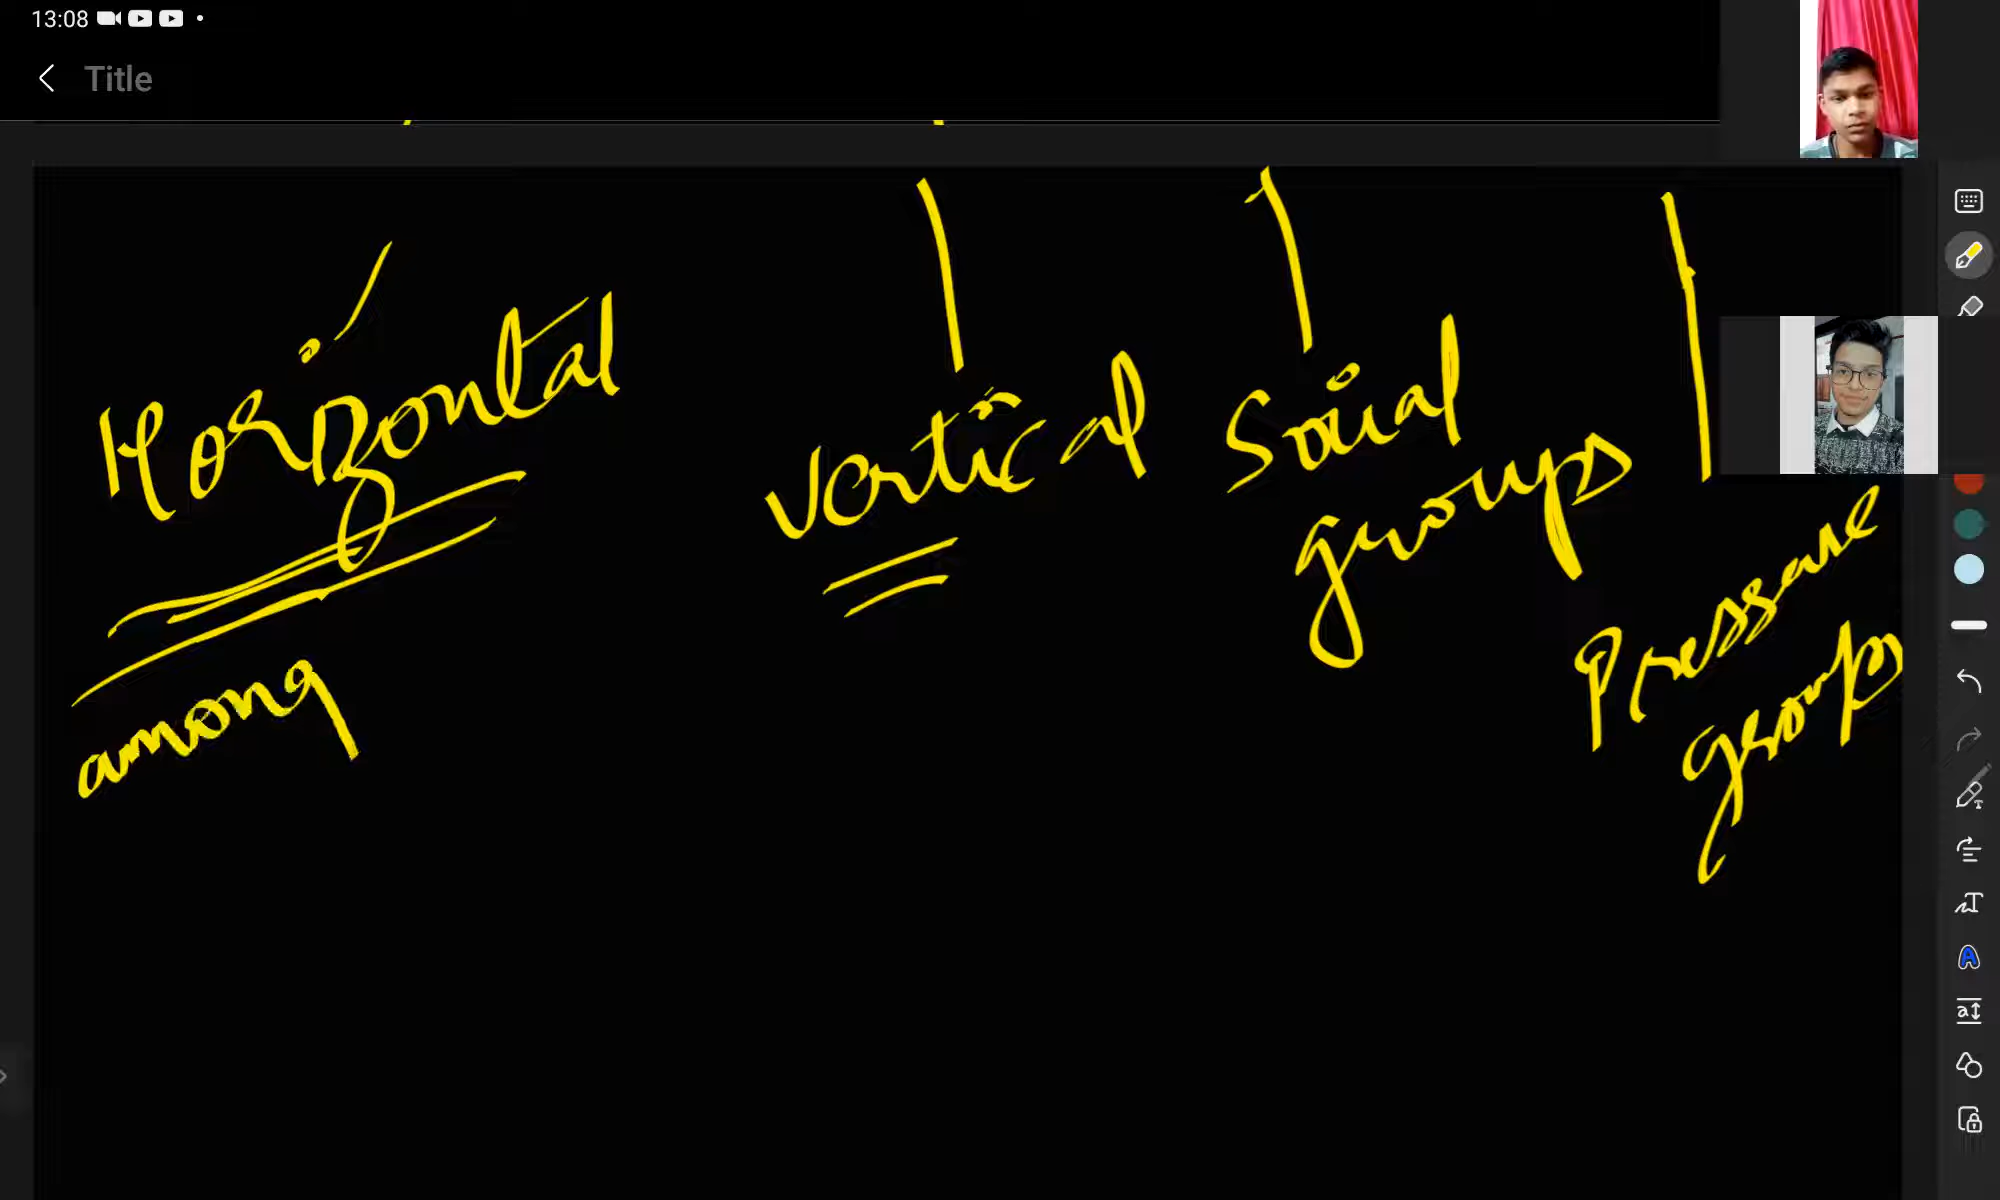 13:08
Title
Horizontal
Vertical
Social
groups
Pressure
groups
among